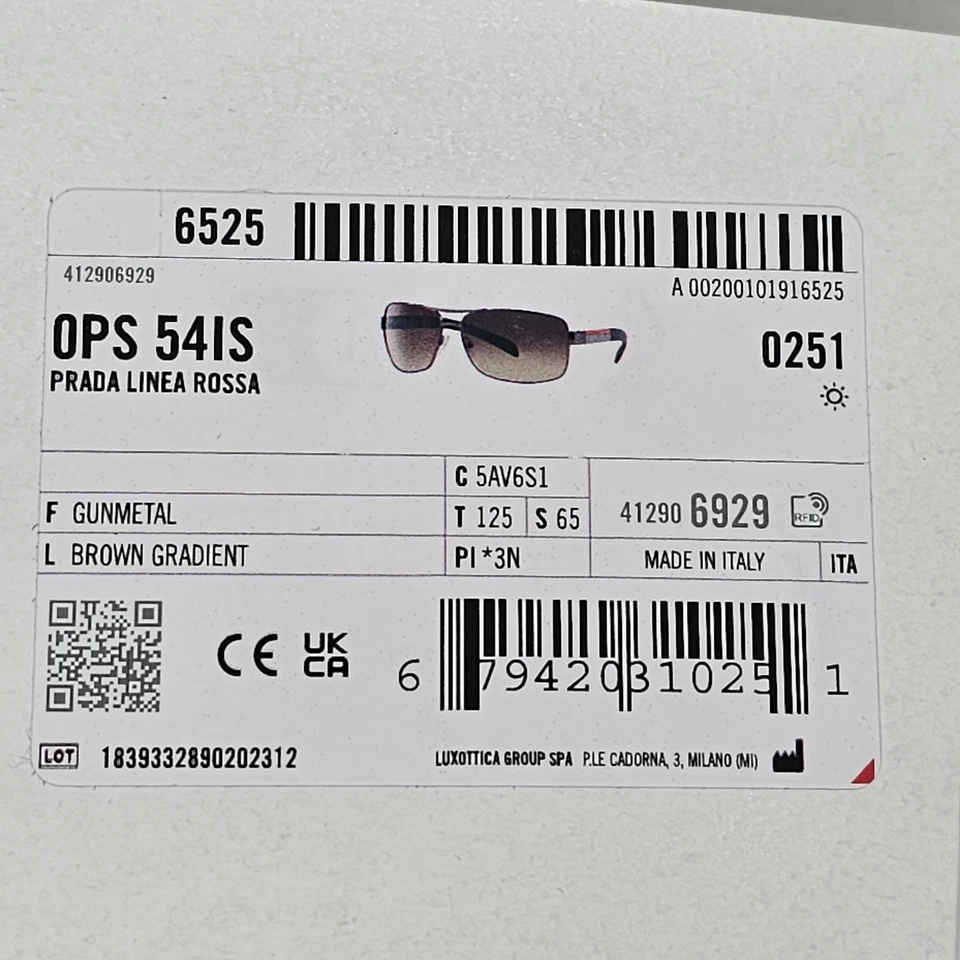 6525
412906929
A 00200101916525
0PS 54IS
0251
PRADA LINEA ROSSA
C 5AV6S1
F GUNMETAL
T 125
S 65
41290 6929
RFID
L BROWN GRADIENT
PI *3N
MADE IN ITALY
ITA
CE
UK
CA
6 794203 10251 1
LOT
1839332890202312
LUXOTTICA GROUP SPA P.LE CADORNA, 3, MILANO (MI)